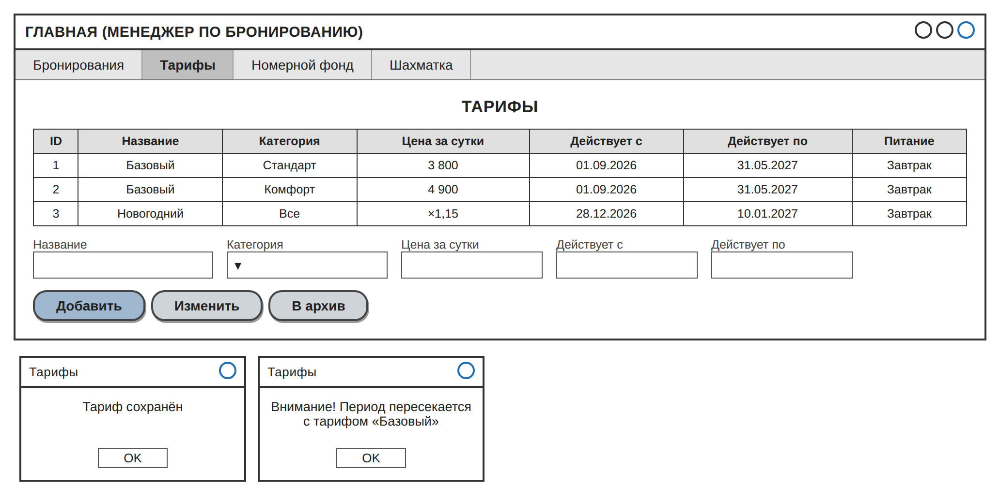 ГЛАВНАЯ (МЕНЕДЖЕР ПО БРОНИРОВАНИЮ)
Бронирования Тарифы Номерной фонд Шахматка
ТАРИФЫ
ID Название Категория Цена за сутки Действует с Действует по Питание
1 Базовый Стандарт 3 800 01.09.2026 31.05.2027 Завтрак
2 Базовый Комфорт 4 900 01.09.2026 31.05.2027 Завтрак
3 Новогодний Все ×1,15 28.12.2026 10.01.2027 Завтрак
Название Категория Цена за сутки Действует с Действует по
▼
Добавить Изменить В архив
Тарифы
Тариф сохранён
OK
Тарифы
Внимание! Период пересекается
с тарифом «Базовый»
OK